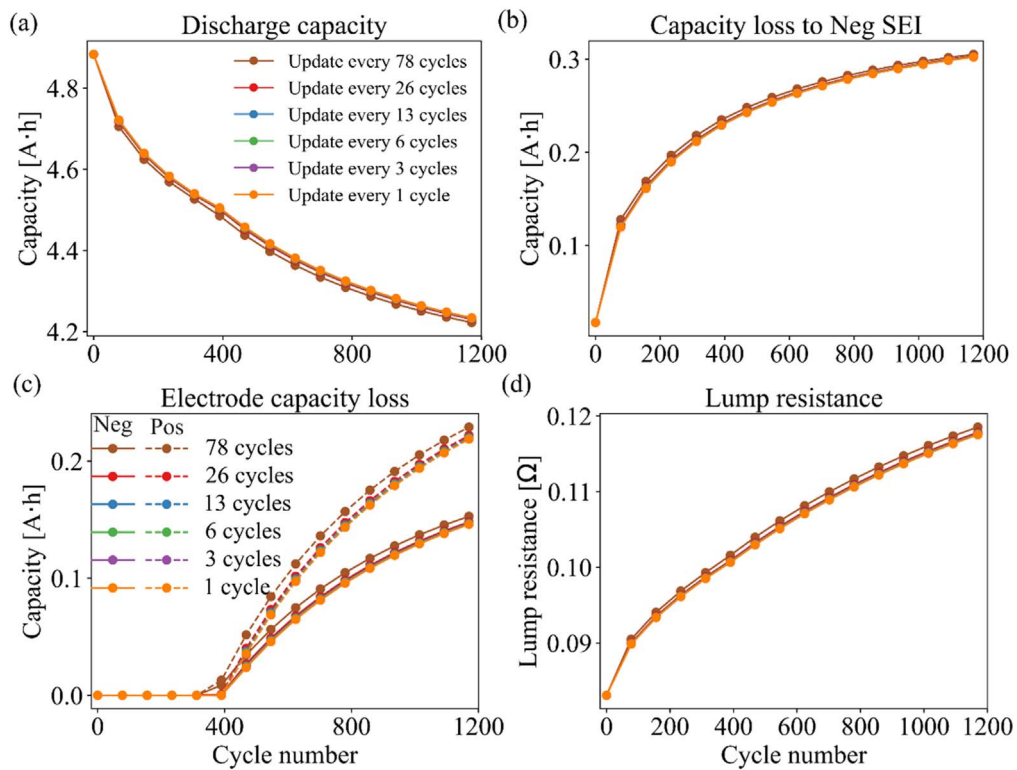 (a)
Discharge capacity
Capacity [A·h]
4.8
4.6
4.4
4.2
Update every 78 cycles
Update every 26 cycles
Update every 13 cycles
Update every 6 cycles
Update every 3 cycles
Update every 1 cycle
0
400
800
1200
(b)
Capacity loss to Neg SEI
Capacity [A·h]
0.3
0.2
0.1
0
200
400
600
800
1000
1200
(c)
Electrode capacity loss
Capacity [A·h]
0.2
0.1
0.0
Neg Pos
78 cycles
26 cycles
13 cycles
6 cycles
3 cycles
1 cycle
0
400
800
1200
Cycle number
(d)
Lump resistance
Lump resistance [Ω]
0.12
0.11
0.10
0.09
0
200
400
600
800
1000
1200
Cycle number